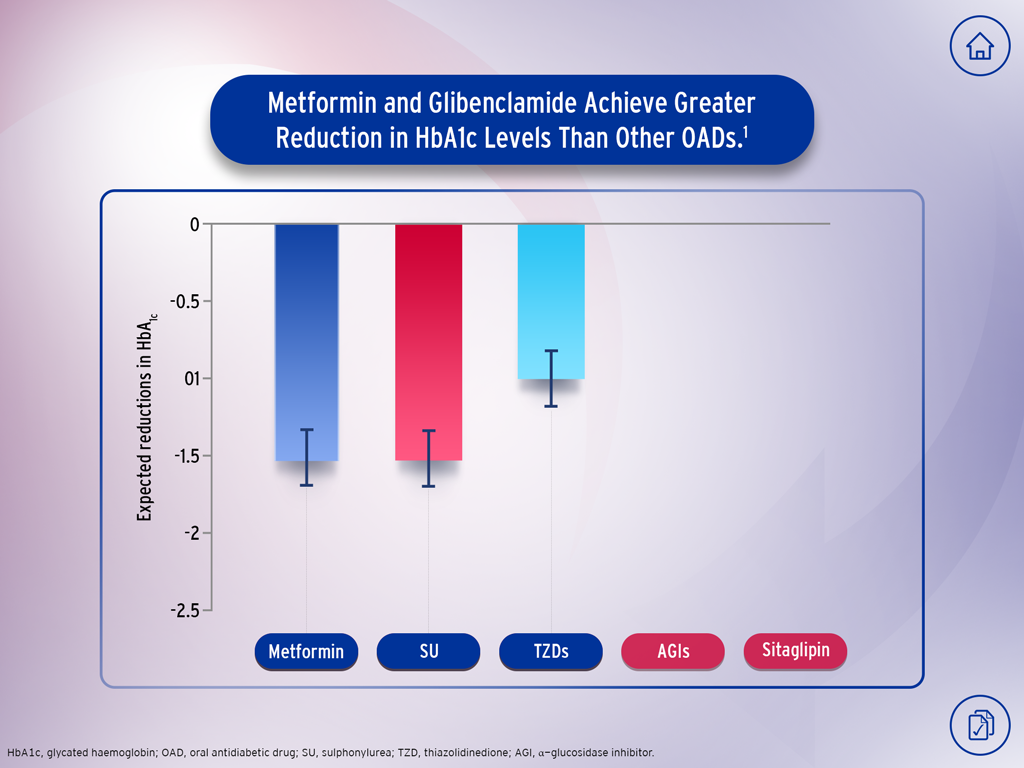 Metformin and Glibenclamide Achieve Greater
Reduction in HbA1c Levels Than Other OADs.1
0
-0.5
01
-1.5
-2
-2.5
Expected reductions in HbA1c
Metformin
SU
TZDs
AGIs
Sitaglipin
HbA1c, glycated haemoglobin; OAD, oral antidiabetic drug; SU, sulphonylurea; TZD, thiazolidinedione; AGI, α−glucosidase inhibitor.